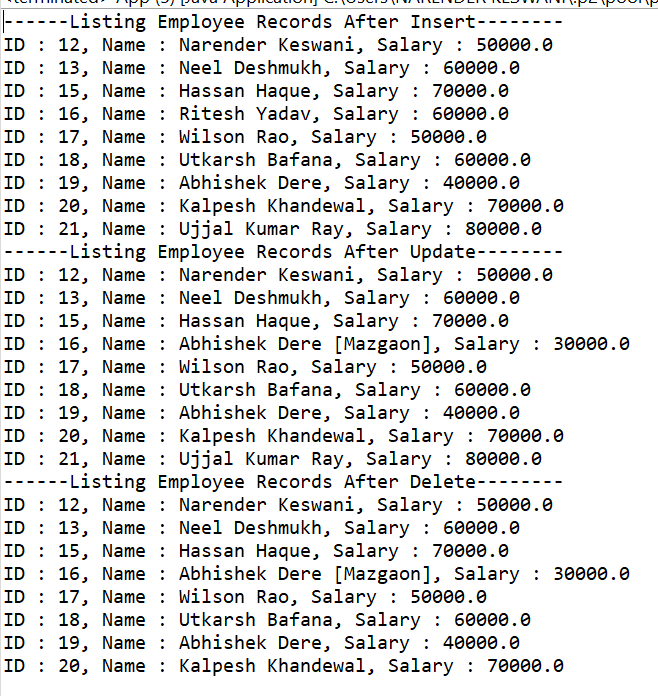 <terminated> App (3) [Java Application] C:\Users\NARENDER KESWANI\.p2\pool\p
------Listing Employee Records After Insert--------
ID : 12, Name : Narender Keswani, Salary : 50000.0
ID : 13, Name : Neel Deshmukh, Salary : 60000.0
ID : 15, Name : Hassan Haque, Salary : 70000.0
ID : 16, Name : Ritesh Yadav, Salary : 60000.0
ID : 17, Name : Wilson Rao, Salary : 50000.0
ID : 18, Name : Utkarsh Bafana, Salary : 60000.0
ID : 19, Name : Abhishek Dere, Salary : 40000.0
ID : 20, Name : Kalpesh Khandewal, Salary : 70000.0
ID : 21, Name : Ujjal Kumar Ray, Salary : 80000.0
------Listing Employee Records After Update--------
ID : 12, Name : Narender Keswani, Salary : 50000.0
ID : 13, Name : Neel Deshmukh, Salary : 60000.0
ID : 15, Name : Hassan Haque, Salary : 70000.0
ID : 16, Name : Abhishek Dere [Mazgaon], Salary : 30000.0
ID : 17, Name : Wilson Rao, Salary : 50000.0
ID : 18, Name : Utkarsh Bafana, Salary : 60000.0
ID : 19, Name : Abhishek Dere, Salary : 40000.0
ID : 20, Name : Kalpesh Khandewal, Salary : 70000.0
ID : 21, Name : Ujjal Kumar Ray, Salary : 80000.0
------Listing Employee Records After Delete--------
ID : 12, Name : Narender Keswani, Salary : 50000.0
ID : 13, Name : Neel Deshmukh, Salary : 60000.0
ID : 15, Name : Hassan Haque, Salary : 70000.0
ID : 16, Name : Abhishek Dere [Mazgaon], Salary : 30000.0
ID : 17, Name : Wilson Rao, Salary : 50000.0
ID : 18, Name : Utkarsh Bafana, Salary : 60000.0
ID : 19, Name : Abhishek Dere, Salary : 40000.0
ID : 20, Name : Kalpesh Khandewal, Salary : 70000.0